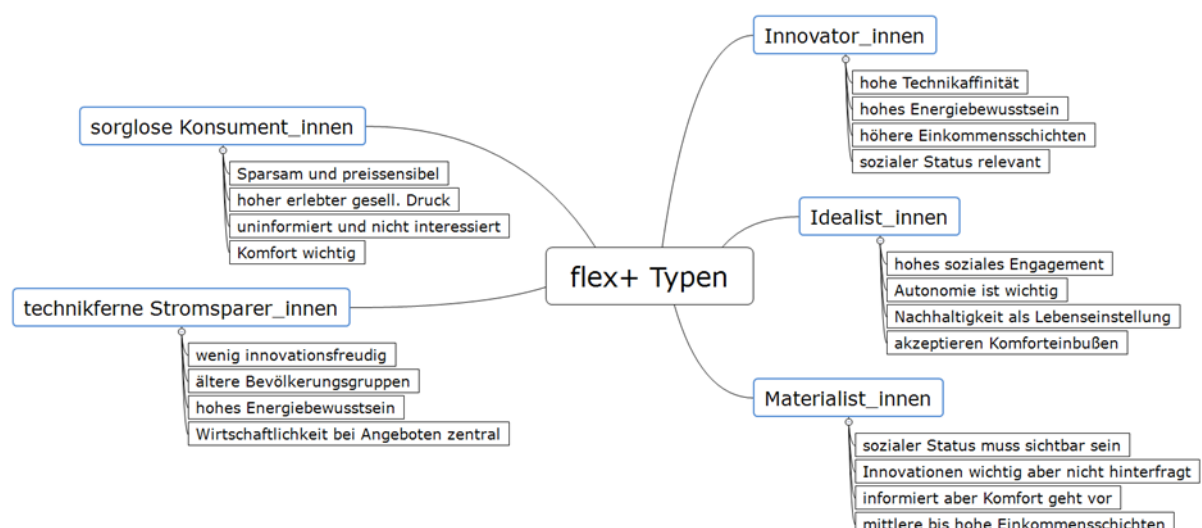 flex+ Typen
Innovator_innen
hohe Technikaffinität
hohes Energiebewusstsein
höhere Einkommensschichten
sozialer Status relevant
Idealist_innen
hohes soziales Engagement
Autonomie ist wichtig
Nachhaltigkeit als Lebenseinstellung
akzeptieren Komforteinbußen
Materialist_innen
sozialer Status muss sichtbar sein
Innovationen wichtig aber nicht hinterfragt
informiert aber Komfort geht vor
mittlere bis hohe Einkommensschichten
sorglose Konsument_innen
Sparsam und preissensibel
hoher erlebter gesell. Druck
uninformiert und nicht interessiert
Komfort wichtig
technikferne Stromsparer_innen
wenig innovationsfreudig
ältere Bevölkerungsgruppen
hohes Energiebewusstsein
Wirtschaftlichkeit bei Angeboten zentral